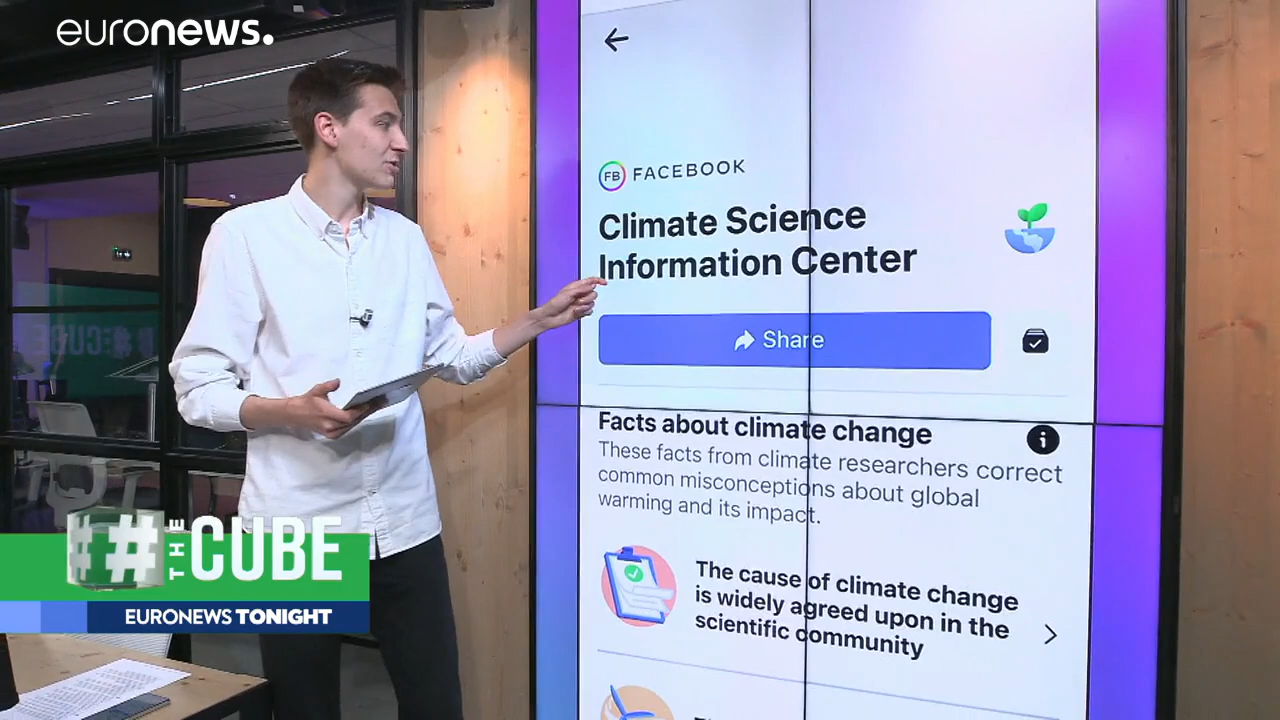 euronews.
FB FACEBOOK
Climate Science
Information Center
Share
Facts about climate change
These facts from climate researchers correct
common misconceptions about global
warming and its impact.
The cause of climate change
is widely agreed upon in the
scientific community
# # THE CUBE
EURONEWS TONIGHT